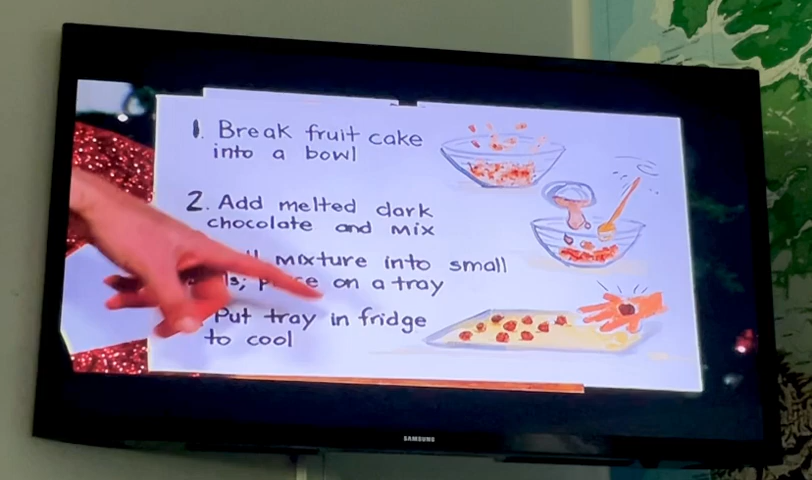 1. Break fruit cake
into a bowl
2. Add melted dark
chocolate and mix
mixture into small
on a tray
Put tray in fridge
to cool
SAMSUNG